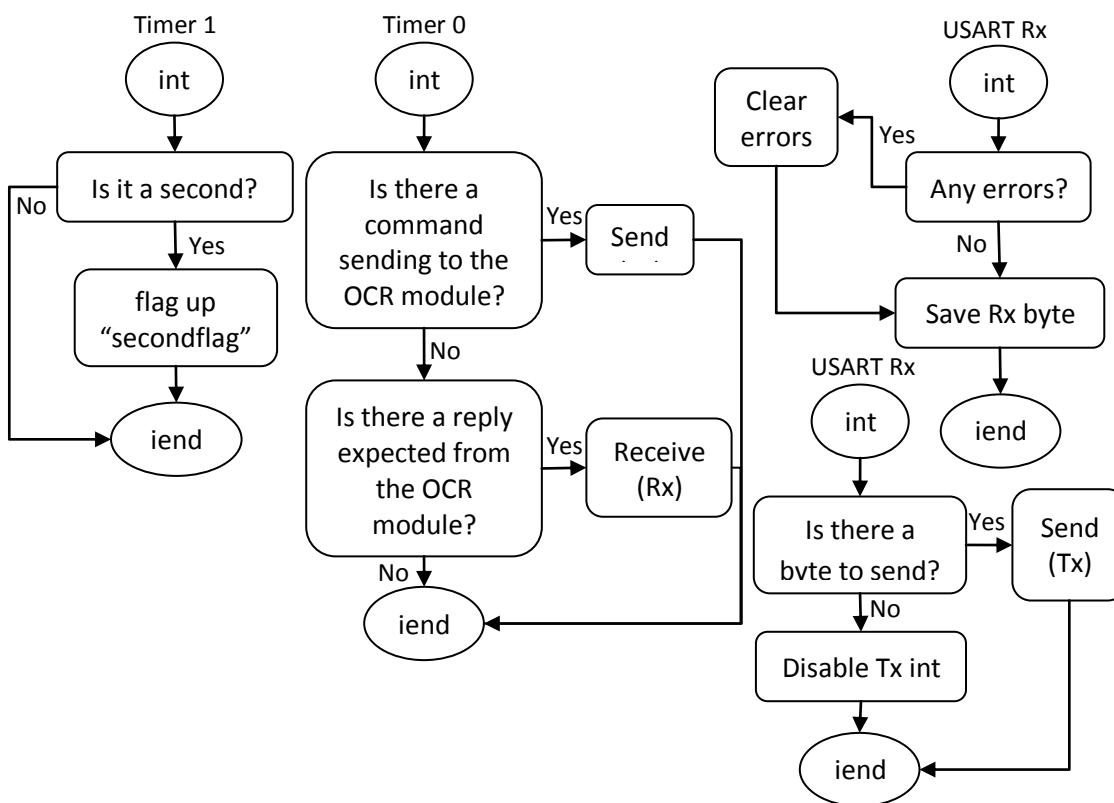 Timer 1
int
Is it a second?
No
Yes
flag up
“secondflag”
iend
Timer 0
int
Is there a
command
sending to the
OCR module?
Yes
Send
No
Is there a reply
expected from
the OCR
module?
Yes
Receive
(Rx)
No
iend
USART Rx
int
Any errors?
Yes
Clear
errors
No
Save Rx byte
iend
USART Rx
int
Is there a
byte to send?
Yes
Send
(Tx)
No
Disable Tx int
iend